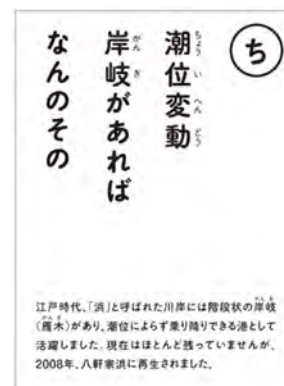 ち
潮位変動
岸岐があれば
なんのその
江戸時代、「浜」と呼ばれた川岸には階段状の岸岐
(雁木)があり、潮位によらず乗り降りできる港として
活躍しました。現在はほとんど残っていませんが、
2008年、八軒家浜に再生されました。